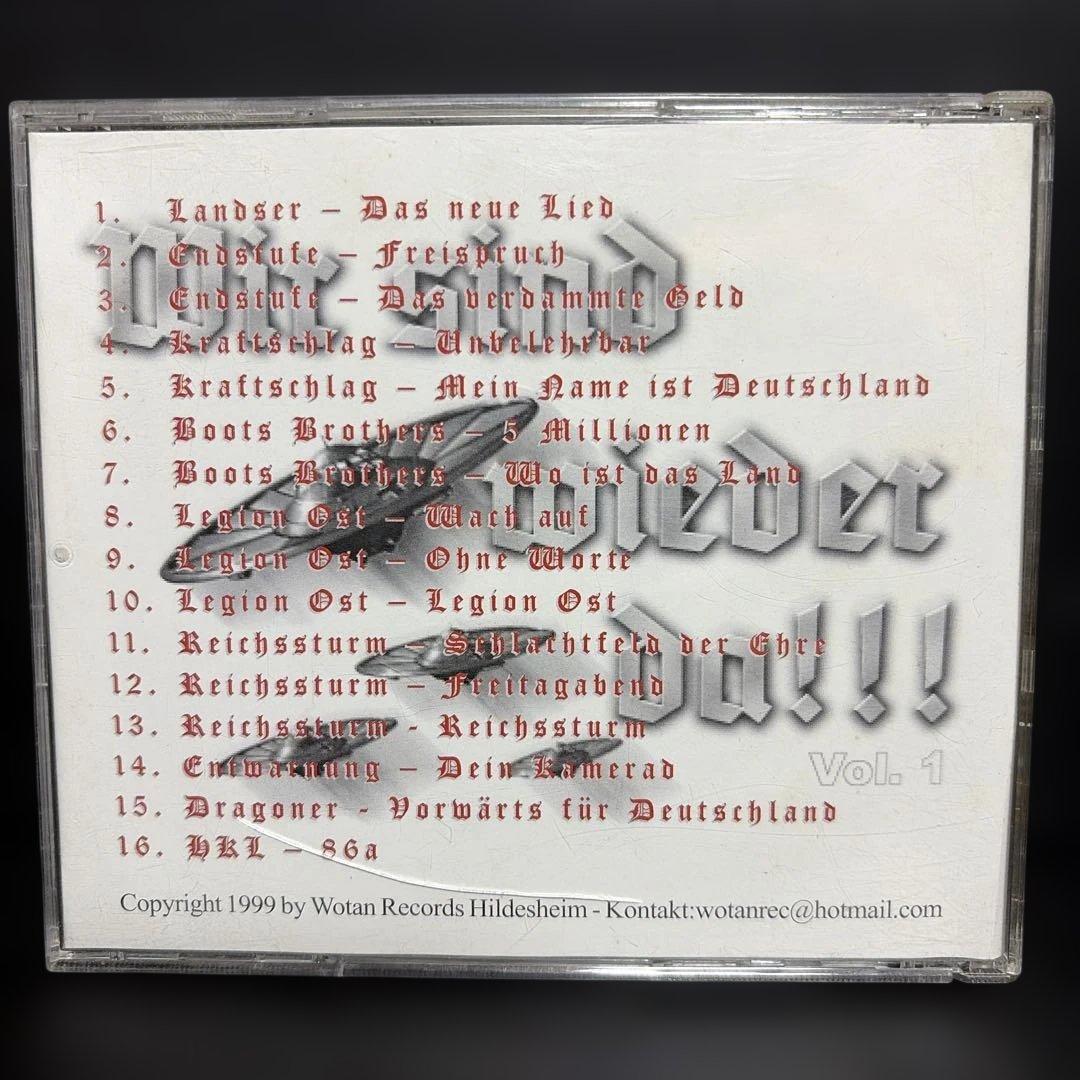 1. Landser – Das neue Lied
2. Endstufe – Freispruch
3. Endstufe – Das verdammte Geld
4. Kraftschlag – Unbelehrbar
5. Kraftschlag – Mein Name ist Deutschland
6. Boots Brothers – 5 Millionen
7. Boots Brothers – Wo ist das Land
8. Legion Ost – Wach auf
9. Legion Ost – Ohne Worte
10. Legion Ost – Legion Ost
11. Reichssturm – Schlachtfeld der Ehre
12. Reichssturm – Freitagabend
13. Reichssturm - Reichssturm
14. Entwarnung – Dein Kamerad
15. Dragoner - Vorwärts für Deutschland
16. HKL – 86a
Wir sind
wieder
da!!!
Vol. 1
Copyright 1999 by Wotan Records Hildesheim - Kontakt:wotanrec@hotmail.com